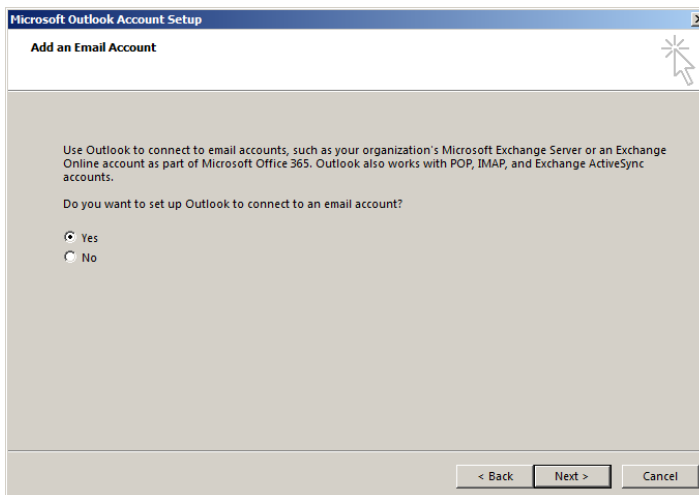 Microsoft Outlook Account Setup
Add an Email Account
Use Outlook to connect to email accounts, such as your organization's Microsoft Exchange Server or an Exchange
Online account as part of Microsoft Office 365. Outlook also works with POP, IMAP, and Exchange ActiveSync
accounts.
Do you want to set up Outlook to connect to an email account?
Yes
No
< Back Next > Cancel